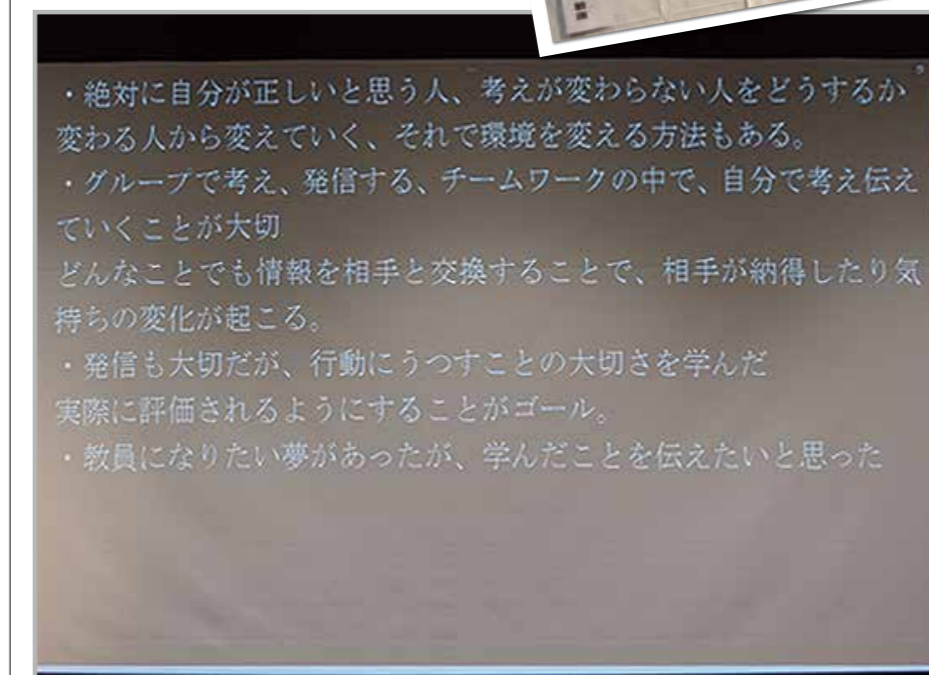 ・絶対に自分が正しいと思う人、考えが変わらない人をどうするか
変わる人から変えていく、それで環境を変える方法もある。
・グループで考え、発信する、チームワークの中で、自分で考え伝え
ていくことが大切
どんなことでも情報を相手と交換することで、相手が納得したり気
持ちの変化が起こる。
・発信も大切だが、行動にうつすことの大切さを学んだ
実際に評価されるようにすることがゴール。
・教員になりたい夢があったが、学んだことを伝えたいと思った